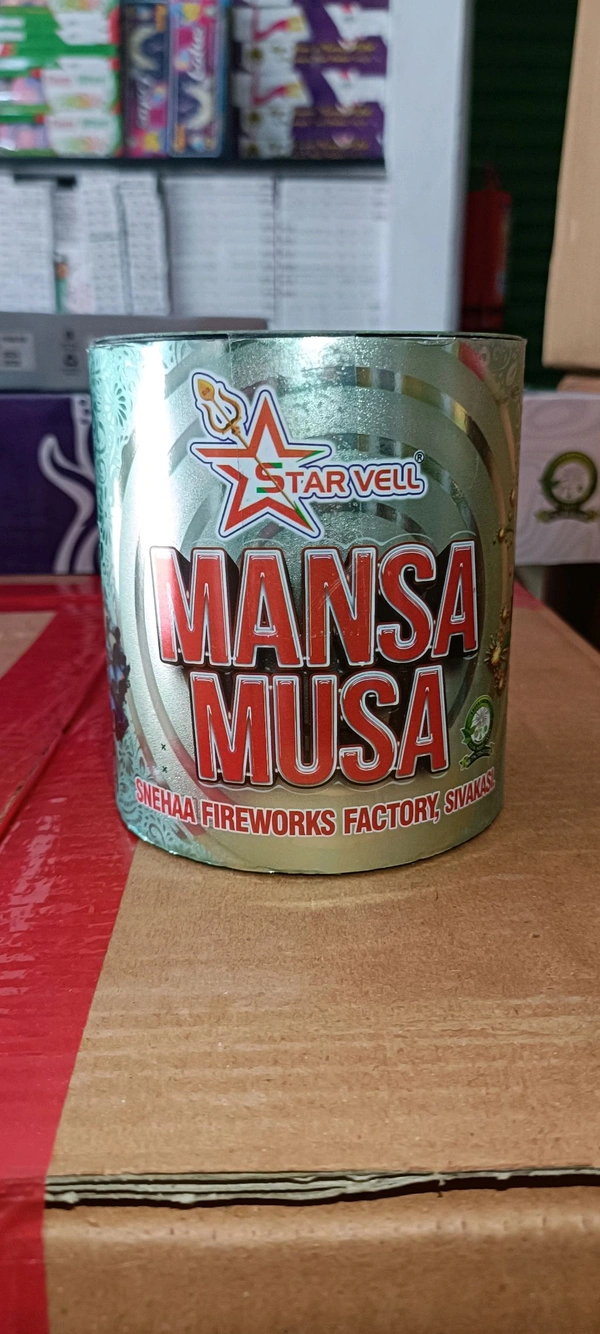 STAR VELL®
MANSA
MUSA
SNEHAA FIREWORKS FACTORY, SIVAKASI.